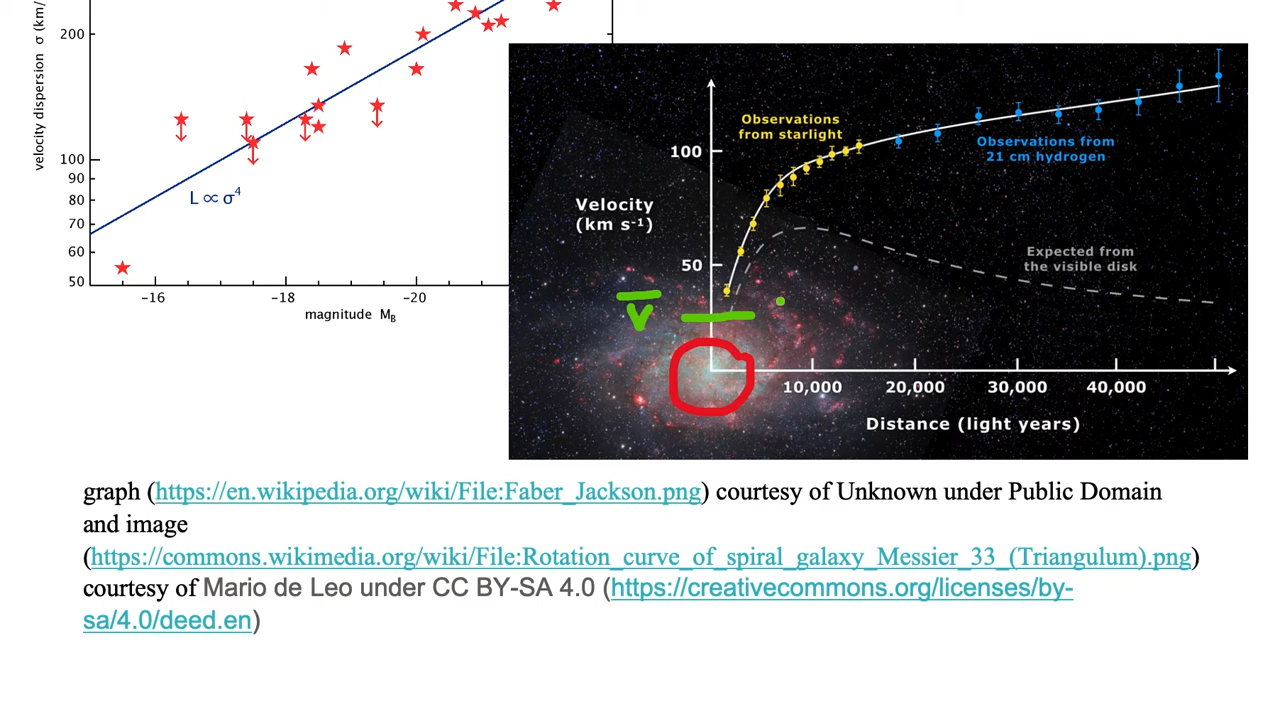 velocity dispersion σ (km/
200
100
90
80
70
60
50
L ∝ σ⁴
–16
–18
–20
magnitude M_B
Observations
from starlight
100
Observations from
21 cm hydrogen
Velocity
(km s⁻¹)
50
Expected from
the visible disk
v̄
10,000
20,000
30,000
40,000
Distance (light years)
graph (https://en.wikipedia.org/wiki/File:Faber_Jackson.png) courtesy of Unknown under Public Domain
and image
(https://commons.wikimedia.org/wiki/File:Rotation_curve_of_spiral_galaxy_Messier_33_(Triangulum).png)
courtesy of Mario de Leo under CC BY-SA 4.0 (https://creativecommons.org/licenses/by-
sa/4.0/deed.en)